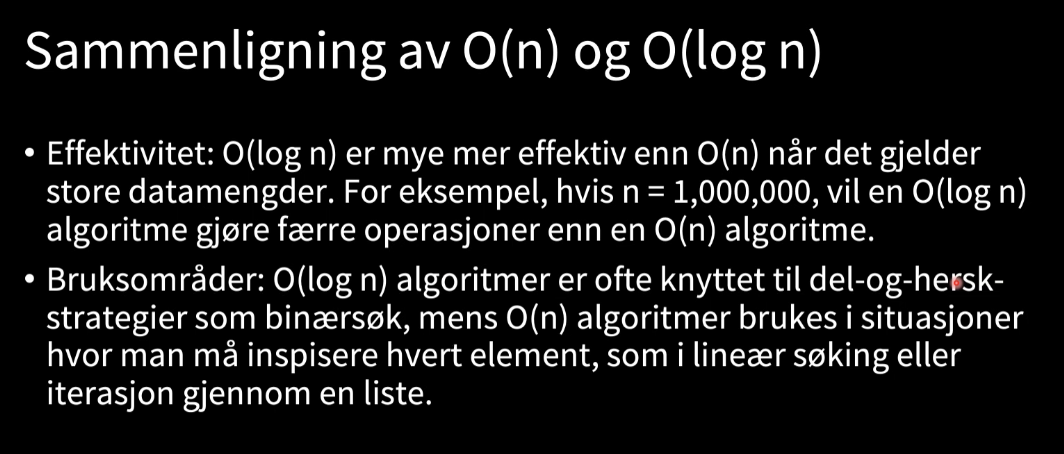 Sammenligning av O(n) og O(log n)
• Effektivitet: O(log n) er mye mer effektiv enn O(n) når det gjelder
store datamengder. For eksempel, hvis n = 1,000,000, vil en O(log n)
algoritme gjøre færre operasjoner enn en O(n) algoritme.
• Bruksområder: O(log n) algoritmer er ofte knyttet til del-og-hersk-
strategier som binærsøk, mens O(n) algoritmer brukes i situasjoner
hvor man må inspisere hvert element, som i lineær søking eller
iterasjon gjennom en liste.